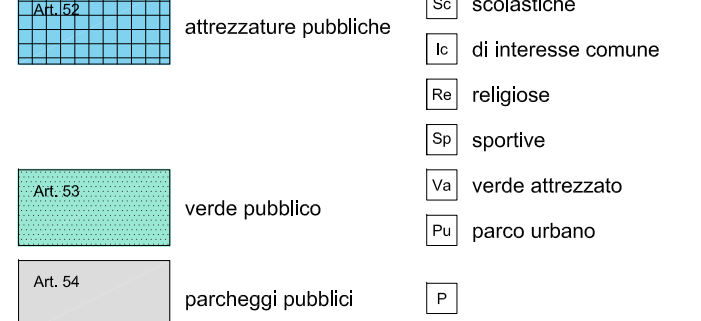 Art. 52
attrezzature pubbliche
Sc scolastiche
Ic di interesse comune
Re religiose
Sp sportive
Art. 53
verde pubblico
Va verde attrezzato
Pu parco urbano
Art. 54
parcheggi pubblici
P